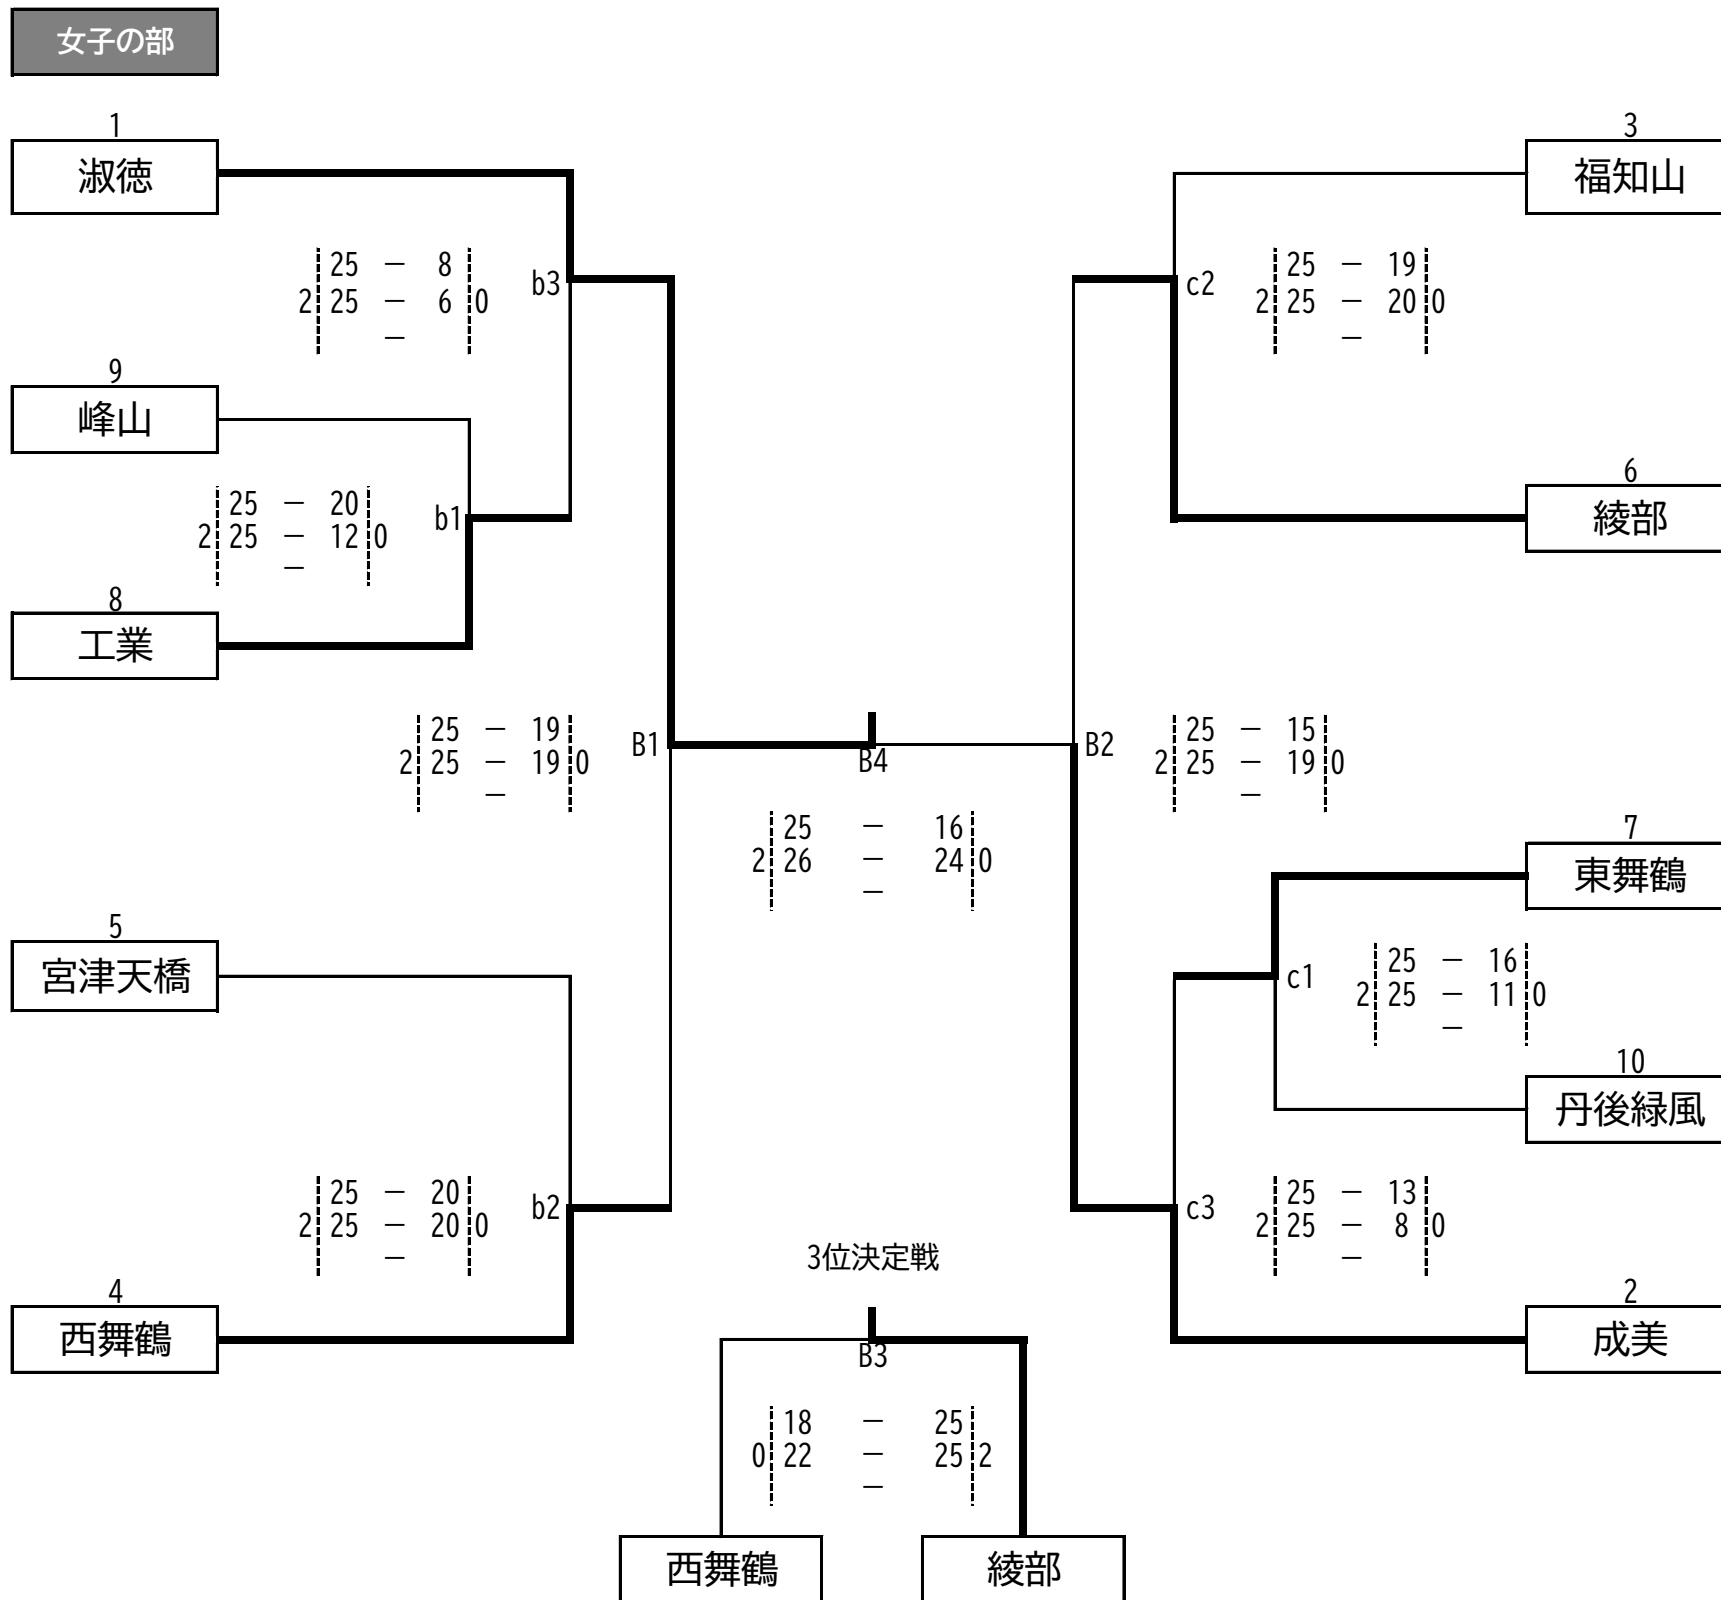 女子の部
1
淑徳
3
福知山
25 － 8
2 25 － 6 0
－
b3
c2
25 － 19
2 25 － 20 0
－
9
峰山
6
綾部
25 － 20
2 25 － 12 0
－
b1
8
工業
25 － 19
2 25 － 19 0
－
B1
B4
B2
25 － 15
2 25 － 19 0
－
25 － 16
2 26 － 24 0
－
7
東舞鶴
5
宮津天橋
c1
25 － 16
2 25 － 11 0
－
10
丹後緑風
25 － 20
2 25 － 20 0
－
b2
c3
25 － 13
2 25 － 8 0
－
4
西舞鶴
2
成美
3位決定戦
B3
18 － 25
0 22 － 25 2
－
西舞鶴
綾部